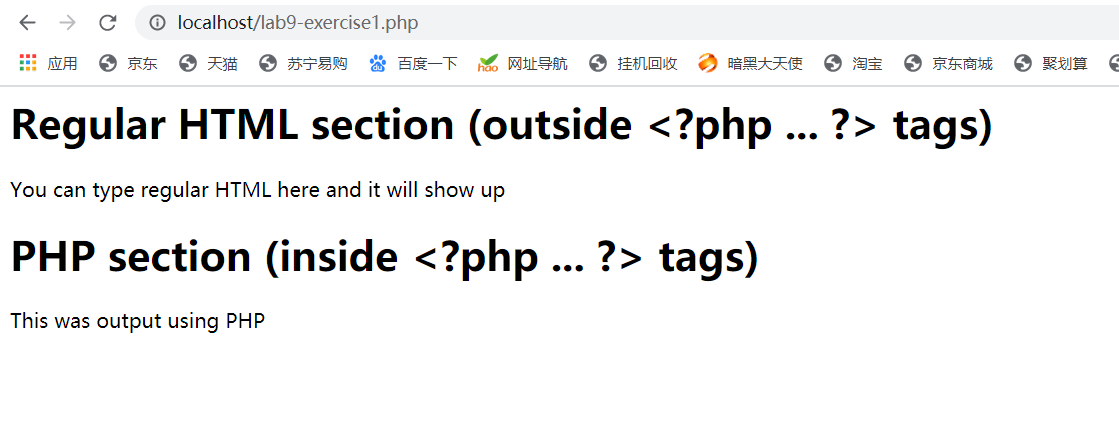 localhost/lab9-exercise1.php
应用 京东 天猫 苏宁易购 百度一下 hao 网址导航 挂机回收 暗黑大天使 淘宝 京东商城 聚划算
Regular HTML section (outside <?php ... ?> tags)
You can type regular HTML here and it will show up
PHP section (inside <?php ... ?> tags)
This was output using PHP